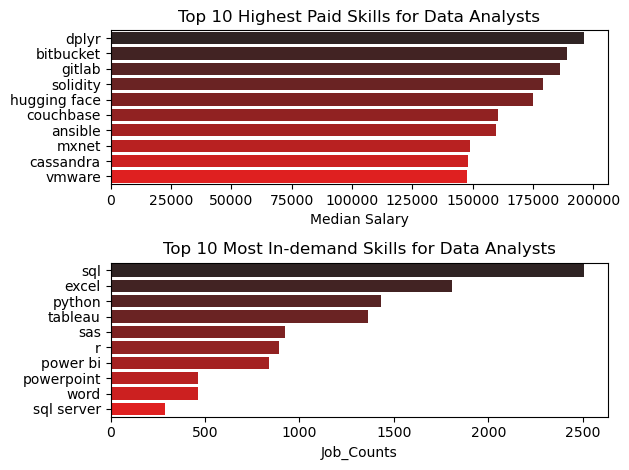 Top 10 Highest Paid Skills for Data Analysts
dplyr
bitbucket
gitlab
solidity
hugging face
couchbase
ansible
mxnet
cassandra
vmware
0 25000 50000 75000 100000 125000 150000 175000 200000
Median Salary
Top 10 Most In-demand Skills for Data Analysts
sql
excel
python
tableau
sas
r
power bi
powerpoint
word
sql server
0 500 1000 1500 2000 2500
Job_Counts